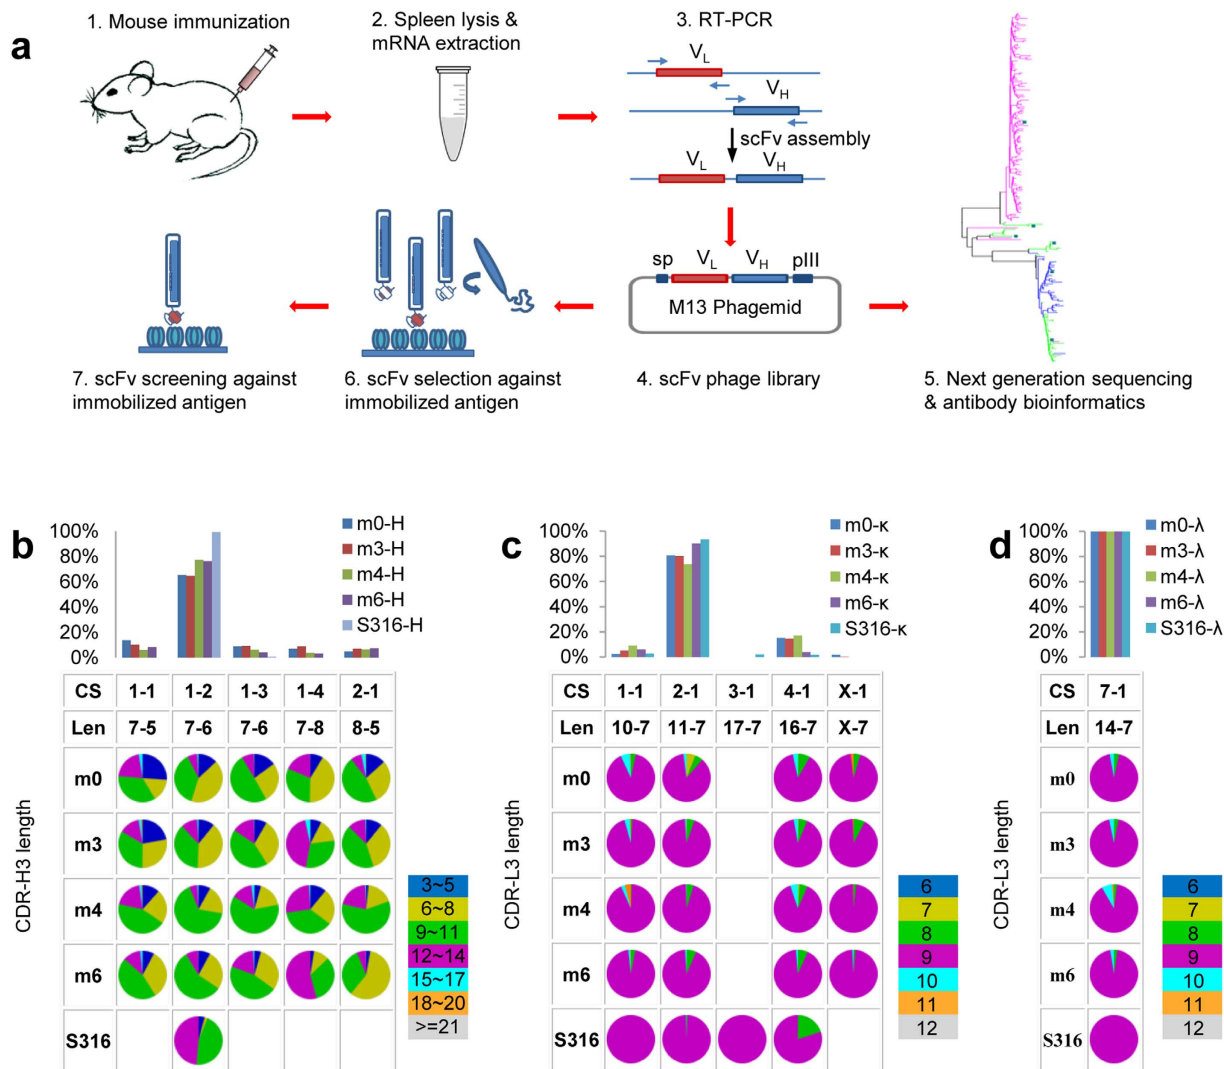 a
1. Mouse immunization
2. Spleen lysis &
mRNA extraction
3. RT-PCR
VL
VH
scFv assembly
VL VH
sp VL VH pIII
M13 Phagemid
7. scFv screening against
immobilized antigen
6. scFv selection against
immobilized antigen
4. scFv phage library
5. Next generation sequencing
& antibody bioinformatics
b
100%
80%
60%
40%
20%
0%
m0-H
m3-H
m4-H
m6-H
S316-H
CS 1-1 1-2 1-3 1-4 2-1
Len 7-5 7-6 7-6 7-8 8-5
CDR-H3 length
m0
m3
m4
m6
S316
3~5
6~8
9~11
12~14
15~17
18~20
>=21
c
100%
80%
60%
40%
20%
0%
m0-κ
m3-κ
m4-κ
m6-κ
S316-κ
CS 1-1 2-1 3-1 4-1 X-1
Len 10-7 11-7 17-7 16-7 X-7
CDR-L3 length
m0
m3
m4
m6
S316
6
7
8
9
10
11
12
d
100%
80%
60%
40%
20%
0%
m0-λ
m3-λ
m4-λ
m6-λ
S316-λ
CS 7-1
Len 14-7
CDR-L3 length
m0
m3
m4
m6
S316
6
7
8
9
10
11
12